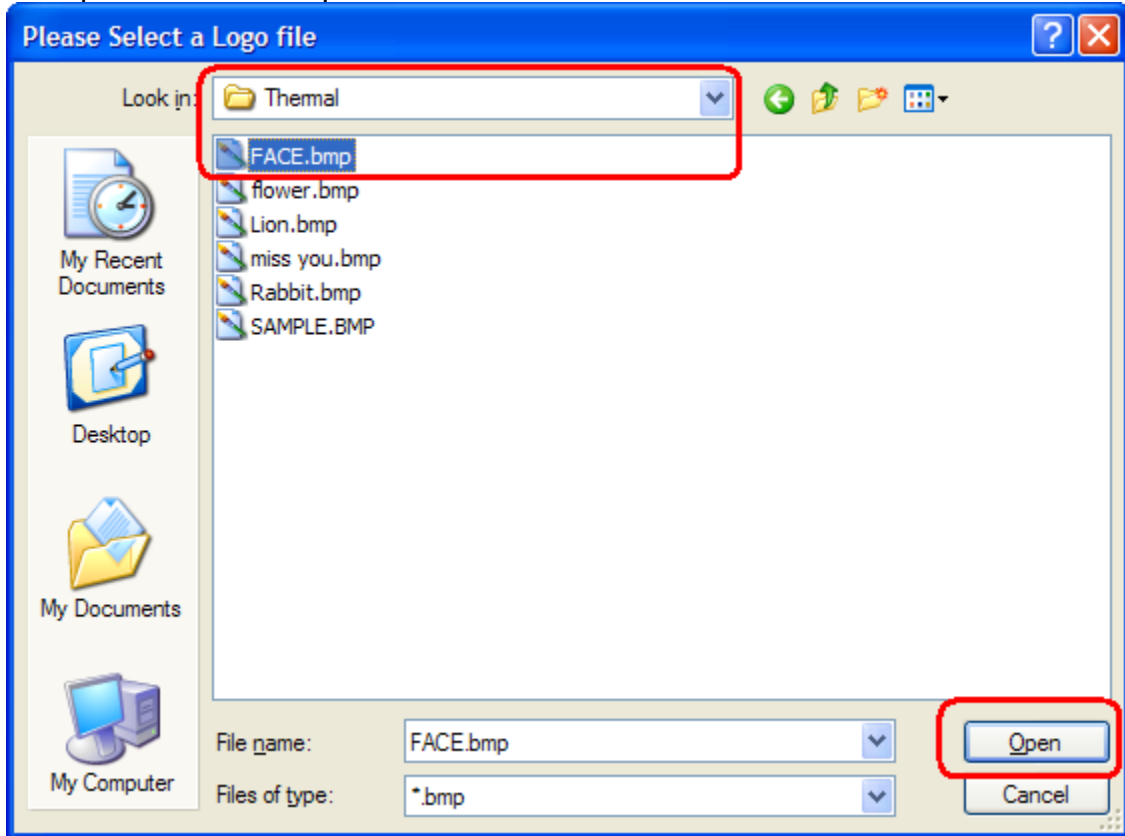 Please Select a Logo file
Look in: Thermal
FACE.bmp
flower.bmp
Lion.bmp
miss you.bmp
Rabbit.bmp
SAMPLE.BMP
My Recent
Documents
Desktop
My Documents
My Computer
File name: FACE.bmp Open
Files of type: *.bmp Cancel